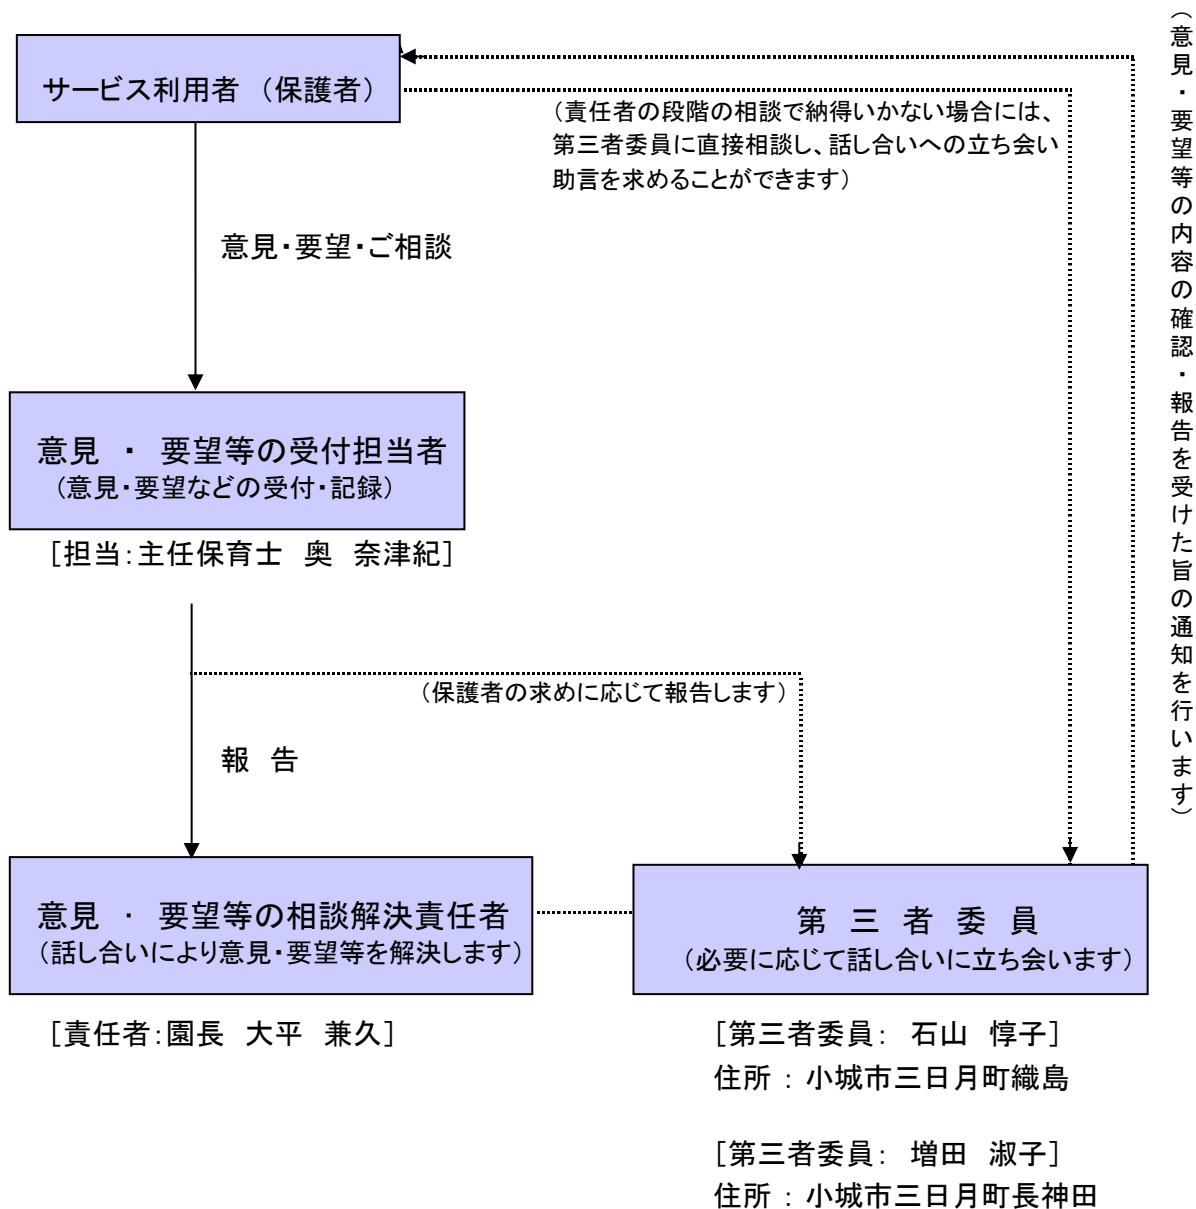 サービス利用者 （保護者）
（責任者の段階の相談で納得いかない場合には、
第三者委員に直接相談し、話し合いへの立ち会い
助言を求めることができます）
（意見・要望等の内容の確認・報告を受けた旨の通知を行います）
意見・要望・ご相談
意見 ・ 要望等の受付担当者
（意見・要望などの受付・記録）
［担当：主任保育士 奥 奈津紀］
（保護者の求めに応じて報告します）
報 告
意見 ・ 要望等の相談解決責任者
（話し合いにより意見・要望等を解決します）
第 三 者 委 員
（必要に応じて話し合いに立ち会います）
［責任者：園長 大平 兼久］
［第三者委員： 石山 惇子］
住所 ： 小城市三日月町織島
［第三者委員： 増田 淑子］
住所 ： 小城市三日月町長神田